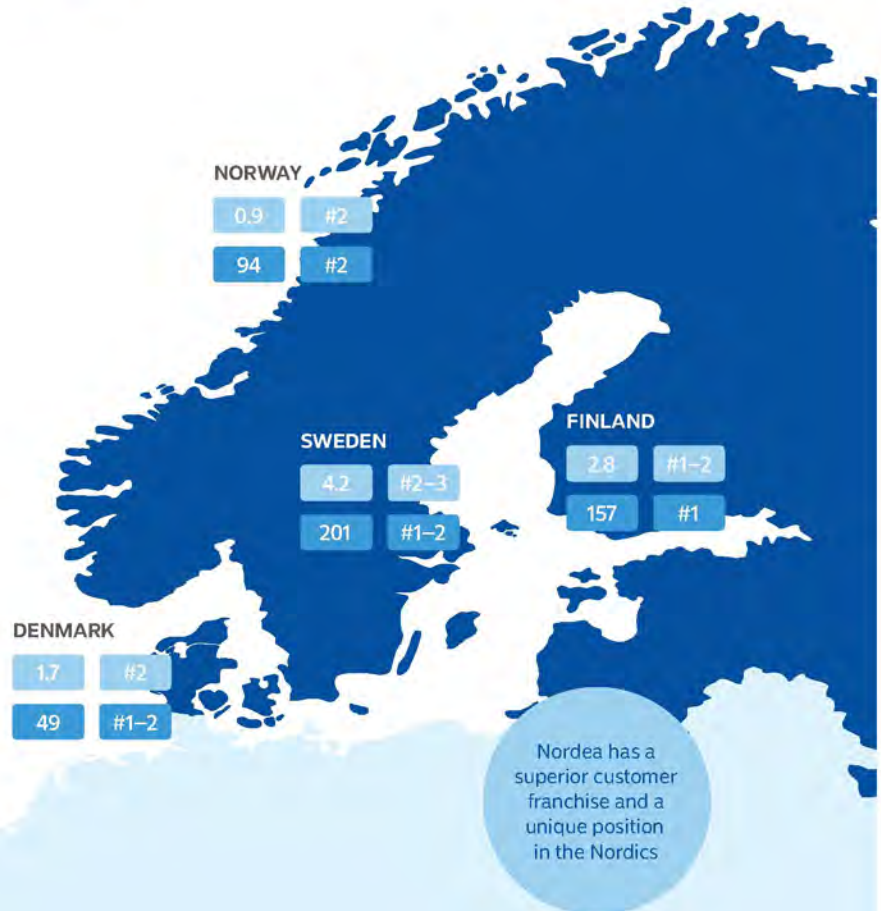 NORWAY
0.9 #2
94 #2
SWEDEN
4.2 #2–3
201 #1–2
FINLAND
2.8 #1–2
157 #1
DENMARK
1.7 #2
49 #1–2
Nordea has a
superior customer
franchise and a
unique position
in the Nordics